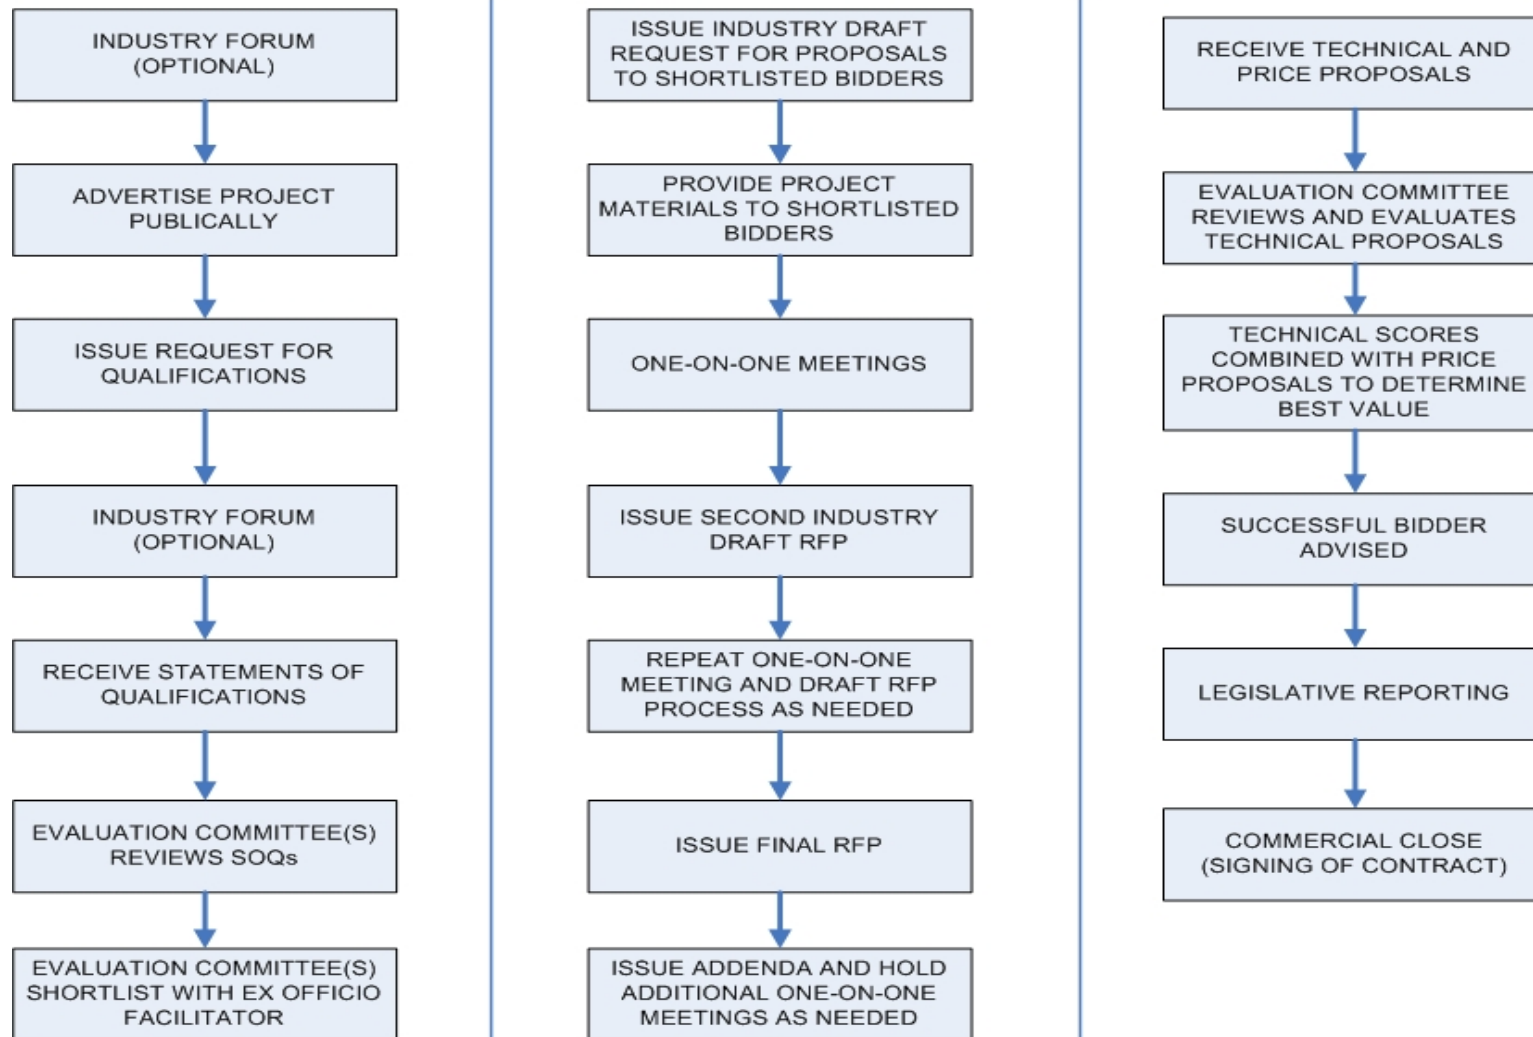 INDUSTRY FORUM
(OPTIONAL)
ADVERTISE PROJECT
PUBLICALLY
ISSUE REQUEST FOR
QUALIFICATIONS
INDUSTRY FORUM
(OPTIONAL)
RECEIVE STATEMENTS OF
QUALIFICATIONS
EVALUATION COMMITTEE(S)
REVIEWS SOQs
EVALUATION COMMITTEE(S)
SHORTLIST WITH EX OFFICIO
FACILITATOR
ISSUE INDUSTRY DRAFT
REQUEST FOR PROPOSALS
TO SHORTLISTED BIDDERS
PROVIDE PROJECT
MATERIALS TO SHORTLISTED
BIDDERS
ONE-ON-ONE MEETINGS
ISSUE SECOND INDUSTRY
DRAFT RFP
REPEAT ONE-ON-ONE
MEETING AND DRAFT RFP
PROCESS AS NEEDED
ISSUE FINAL RFP
ISSUE ADDENDA AND HOLD
ADDITIONAL ONE-ON-ONE
MEETINGS AS NEEDED
RECEIVE TECHNICAL AND
PRICE PROPOSALS
EVALUATION COMMITTEE
REVIEWS AND EVALUATES
TECHNICAL PROPOSALS
TECHNICAL SCORES
COMBINED WITH PRICE
PROPOSALS TO DETERMINE
BEST VALUE
SUCCESSFUL BIDDER
ADVISED
LEGISLATIVE REPORTING
COMMERCIAL CLOSE
(SIGNING OF CONTRACT)